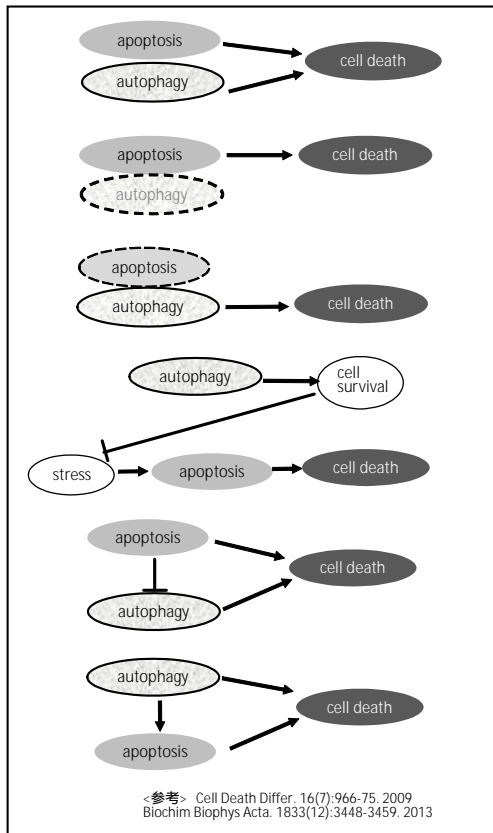 apoptosis
cell death
autophagy
apoptosis
cell death
autophagy
apoptosis
autophagy
cell death
autophagy
cell
survival
stress
apoptosis
cell death
apoptosis
cell death
autophagy
autophagy
cell death
apoptosis
<参考> Cell Death Differ. 16(7):966-75. 2009
Biochim Biophys Acta. 1833(12):3448-3459. 2013